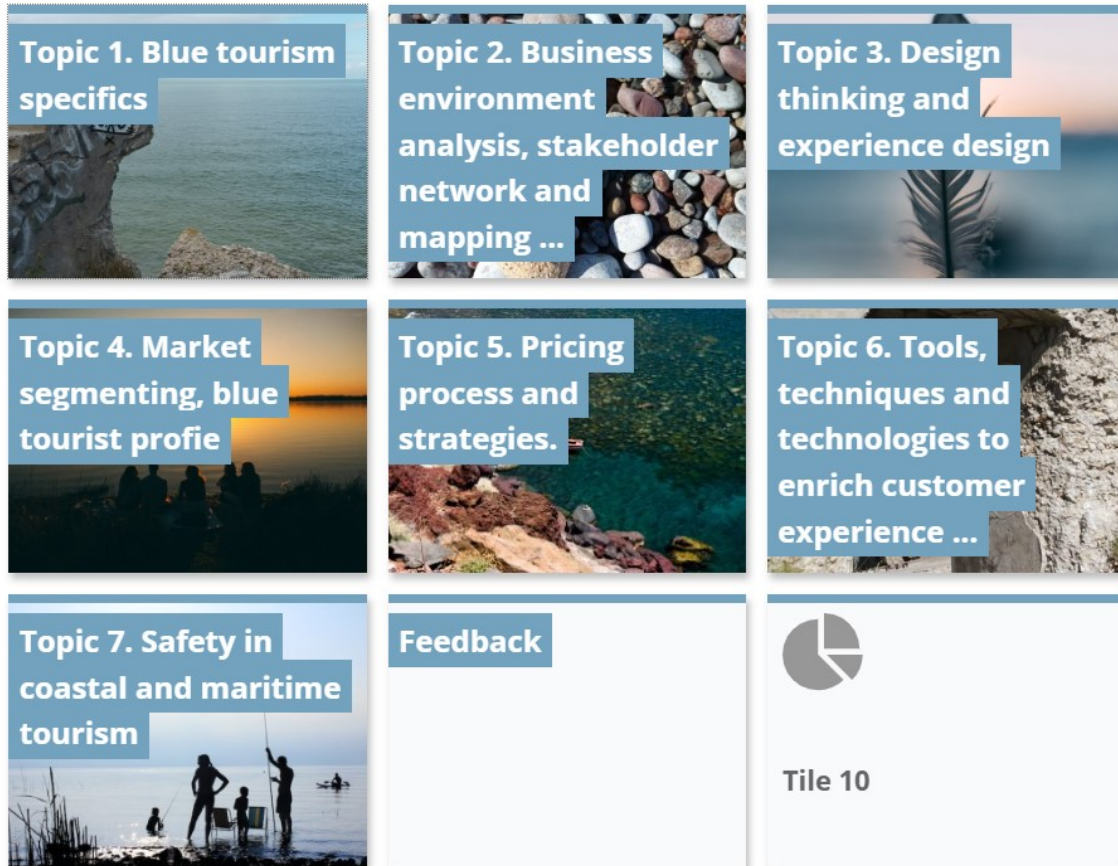 Topic 1. Blue tourism
specifics
Topic 2. Business
environment
analysis, stakeholder
network and
mapping ...
Topic 3. Design
thinking and
experience design
Topic 4. Market
segmenting, blue
tourist profie
Topic 5. Pricing
process and
strategies.
Topic 6. Tools,
techniques and
technologies to
enrich customer
experience ...
Topic 7. Safety in
coastal and maritime
tourism
Feedback
Tile 10